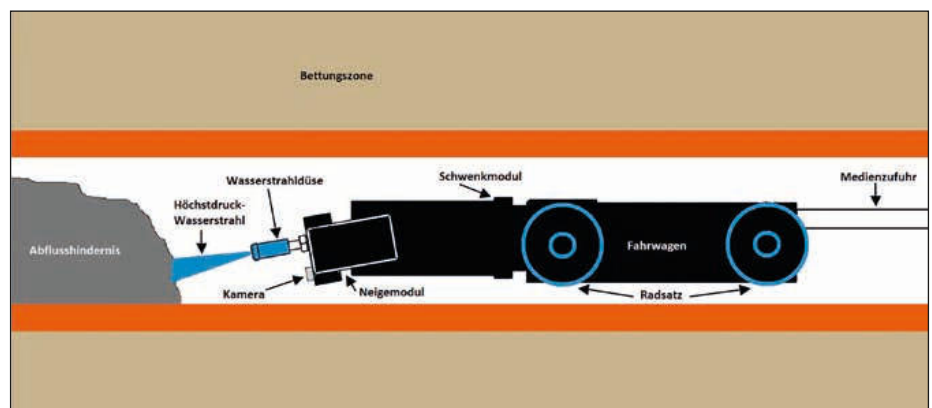 Bettungszone
Schwenkmodul
Medienzufuhr
Wasserstrahldüse
Höchstdruck-
Wasserstrahl
Abflusshindernis
Fahrwagen
Kamera
Neigemodul
Radsatz